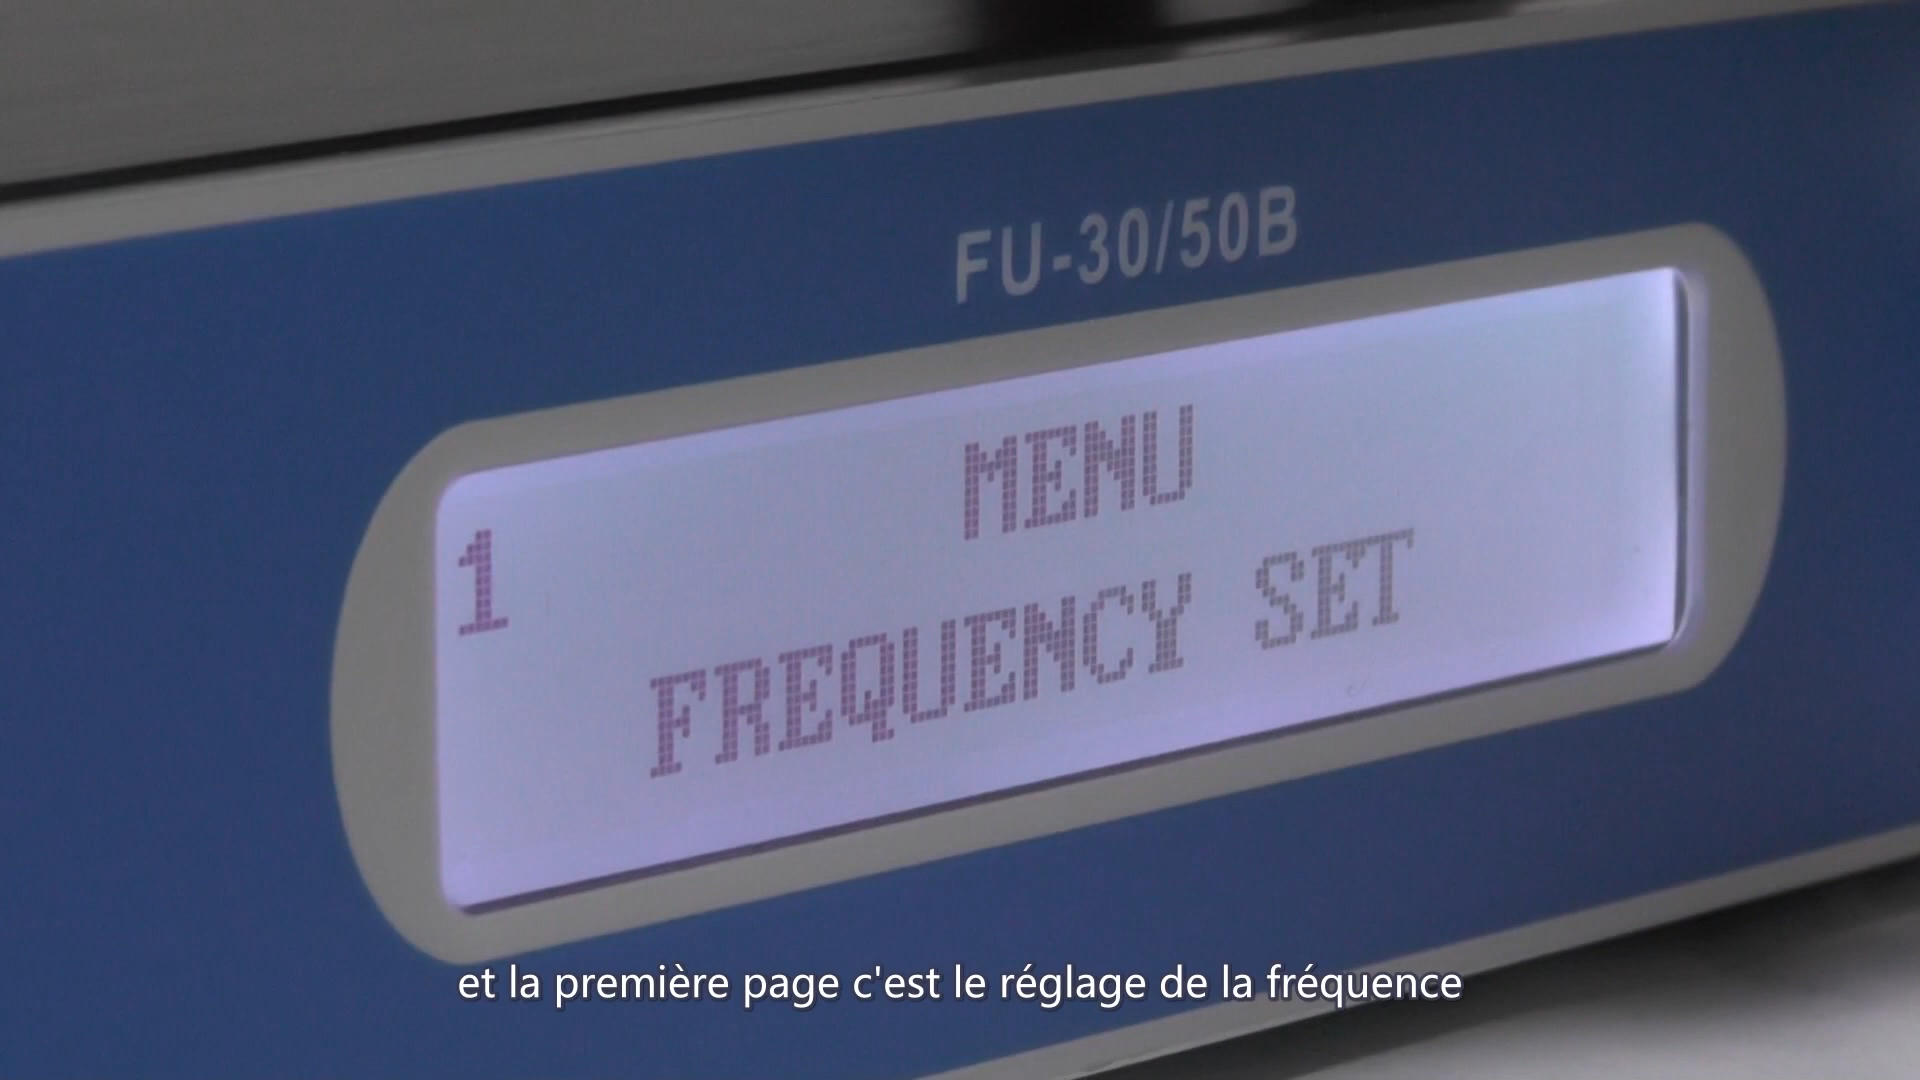 FU-30/50B
MENU
1
FREQUENCY SET
et la première page c'est le réglage de la fréquence